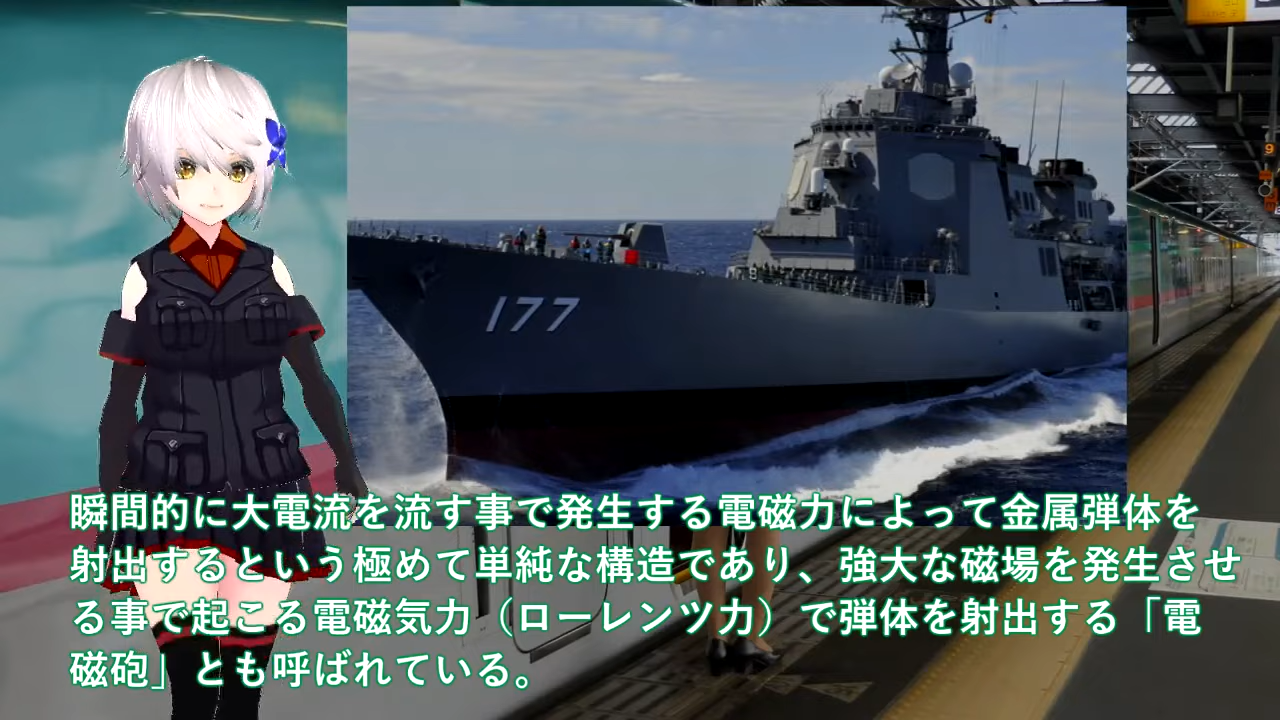 177
瞬間的に大電流を流す事で発生する電磁力によって金属弾体を
射出するという極めて単純な構造であり、強大な磁場を発生させ
る事で起こる電磁気力（ローレンツ力）で弾体を射出する「電
磁砲」とも呼ばれている。
9